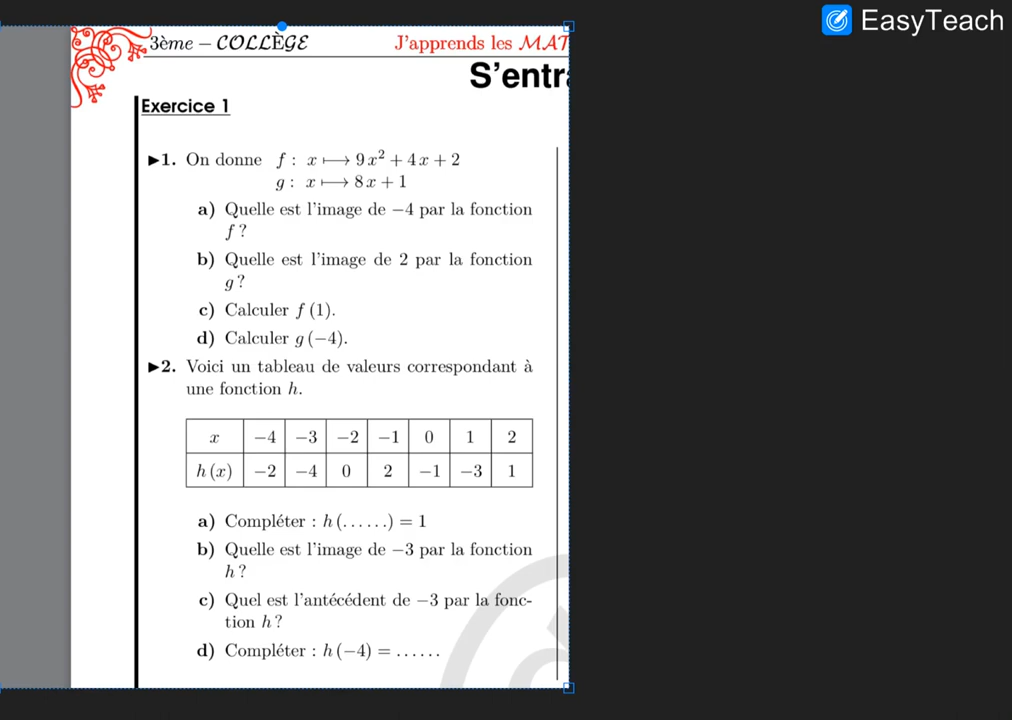 EasyTeach
3ème – COLLÈGE J'apprends les MAT
S'entr
Exercice 1
▶1. On donne f : x ⟼ 9x² + 4x + 2
g : x ⟼ 8x + 1
a) Quelle est l'image de −4 par la fonction
f ?
b) Quelle est l'image de 2 par la fonction
g ?
c) Calculer f (1).
d) Calculer g (−4).
▶2. Voici un tableau de valeurs correspondant à
une fonction h.
x −4 −3 −2 −1 0 1 2
h (x) −2 −4 0 2 −1 −3 1
a) Compléter : h (. . . . . .) = 1
b) Quelle est l'image de −3 par la fonction
h ?
c) Quel est l'antécédent de −3 par la fonc-
tion h ?
d) Compléter : h (−4) = . . . . . .